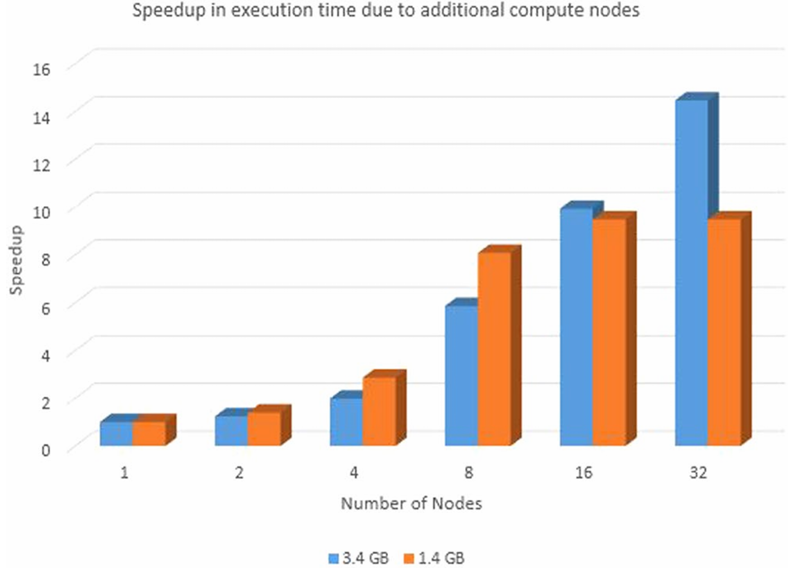 Speedup in execution time due to additional compute nodes
16
14
12
10
8
6
4
2
0
Speedup
1 2 4 8 16 32
Number of Nodes
3.4 GB 1.4 GB